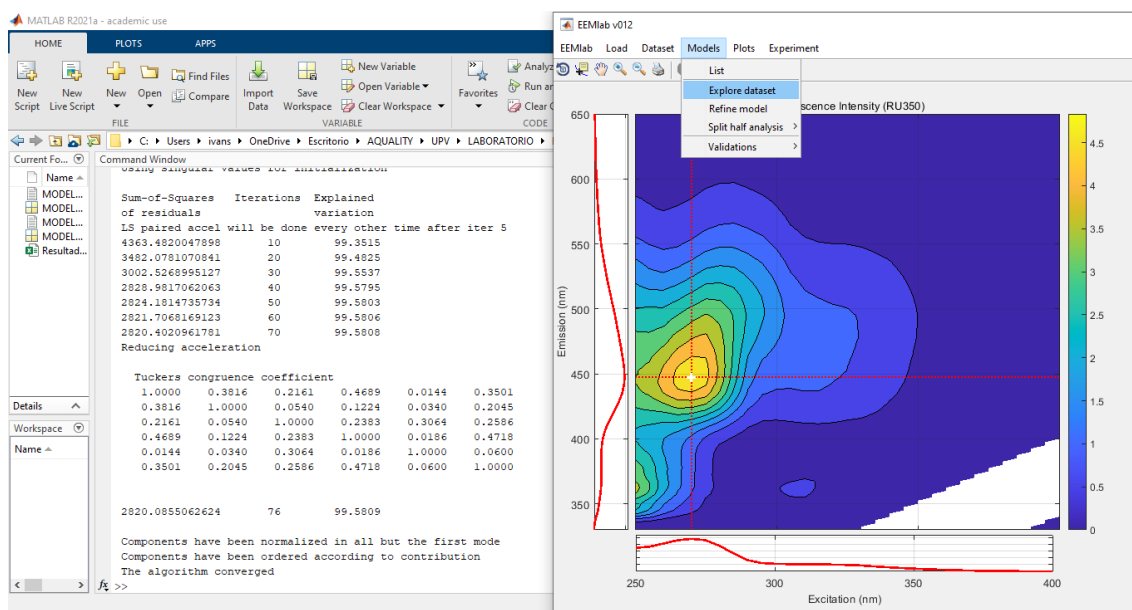 MATLAB R2021a - academic use
HOME PLOTS APPS
New Script
New Live Script
New
Open
Find Files
Compare
Import Data
Save Workspace
New Variable
Open Variable
Clear Workspace
Favorites
Analyz
Run an
Clear C
FILE VARIABLE CODE
C: Users ivans OneDrive Escritorio AQUALITY UPV LABORATORIO
Current Fo...
Name
MODEL...
MODEL...
MODEL...
MODEL...
Resultad...
Details
Workspace
Name
Command Window
Using singular values for initialization
Sum-of-Squares Iterations Explained
of residuals variation
LS paired accel will be done every other time after iter 5
4363.4820047898 10 99.3515
3482.0781070841 20 99.4825
3002.5268995127 30 99.5537
2828.9817062063 40 99.5795
2824.1814735734 50 99.5803
2821.7068169123 60 99.5806
2820.4020961781 70 99.5808
Reducing acceleration
Tuckers congruence coefficient
1.0000 0.3816 0.2161 0.4689 0.0144 0.3501
0.3816 1.0000 0.0540 0.1224 0.0340 0.2045
0.2161 0.0540 1.0000 0.2383 0.3064 0.2586
0.4689 0.1224 0.2383 1.0000 0.0186 0.4718
0.0144 0.0340 0.3064 0.0186 1.0000 0.0600
0.3501 0.2045 0.2586 0.4718 0.0600 1.0000
2820.0855062624 76 99.5809
Components have been normalized in all but the first mode
Components have been ordered according to contribution
The algorithm converged
fx >>
EEMlab v012
EEMlab Load Dataset Models Plots Experiment
List
Explore dataset
Refine model
Split half analysis
Validations
scence Intensity (RU350)
650
600
550
500
450
400
350
Emission (nm)
250 300 350 400
Excitation (nm)
4.5
4
3.5
3
2.5
2
1.5
1
0.5
0